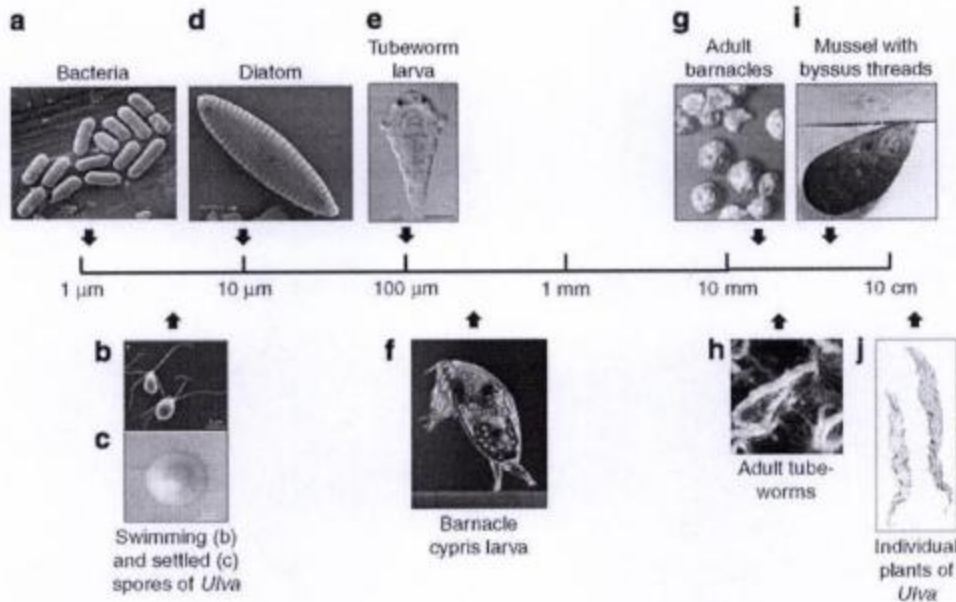 a
Bacteria
d
Diatom
e
Tubeworm
larva
g
Adult
barnacles
i
Mussel with
byssus threads
1 µm
10 µm
100 µm
1 mm
10 mm
10 cm
b
c
Swimming (b)
and settled (c)
spores of Ulva
f
Barnacle
cypris larva
h
Adult tube-
worms
j
Individual
plants of
Ulva